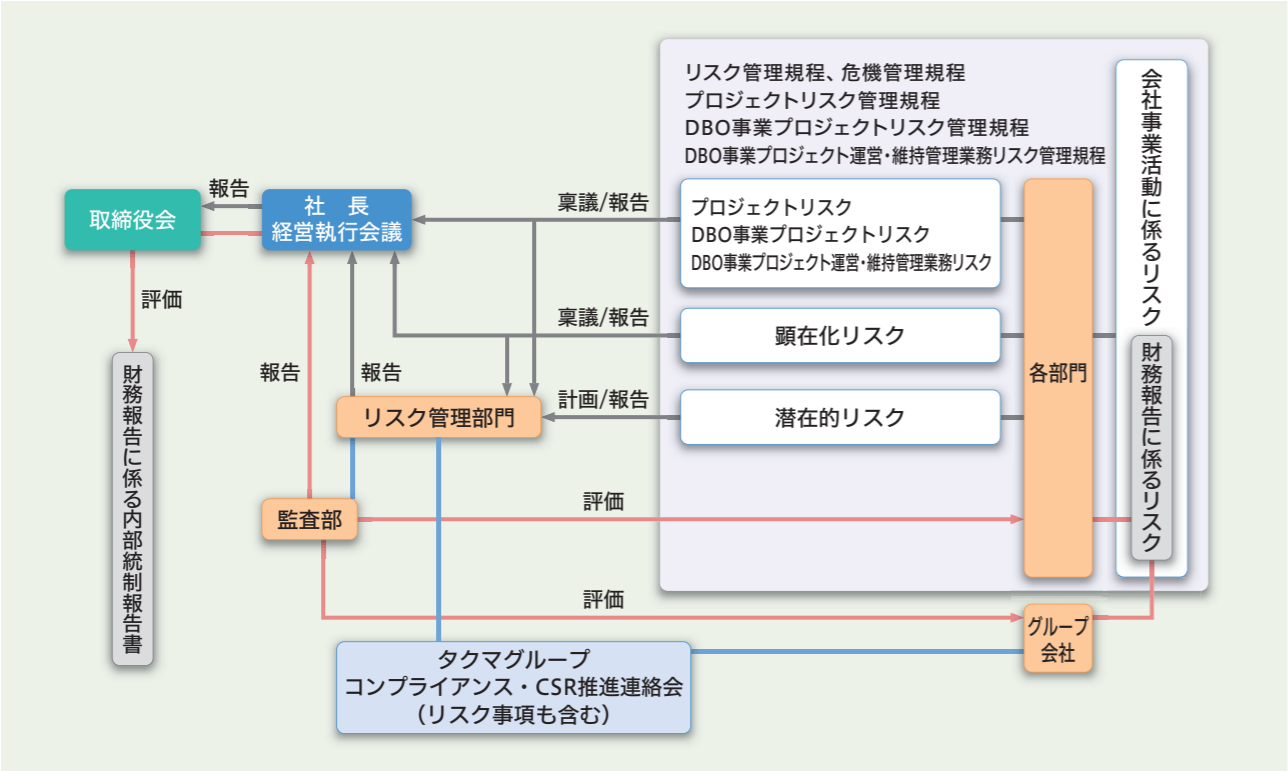 リスク管理規程、危機管理規程
プロジェクトリスク管理規程
DBO事業プロジェクトリスク管理規程
DBO事業プロジェクト運営・維持管理業務リスク管理規程
会社事業活動に係るリスク
取締役会
報告
社　長
経営執行会議
稟議/報告
プロジェクトリスク
DBO事業プロジェクトリスク
DBO事業プロジェクト運営・維持管理業務リスク
評価
稟議/報告
顕在化リスク
各部門
財務報告に係るリスク
財務報告に係る内部統制報告書
報告
報告
リスク管理部門
計画/報告
潜在的リスク
監査部
評価
評価
グループ
会社
タクマグループ
コンプライアンス・CSR推進連絡会
（リスク事項も含む）